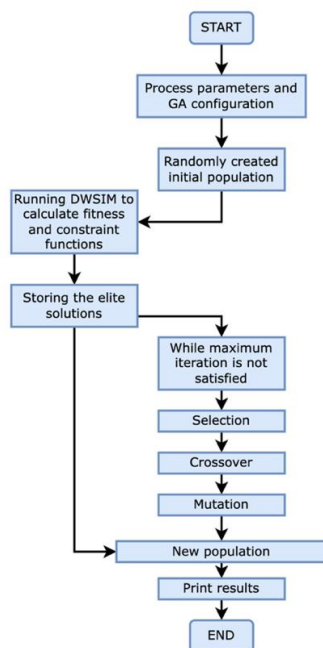 START
Process parameters and
GA configuration
Randomly created
initial population
Running DWSIM to
calculate fitness
and constraint
functions
Storing the elite
solutions
While maximum
iteration is not
satisfied
Selection
Crossover
Mutation
New population
Print results
END